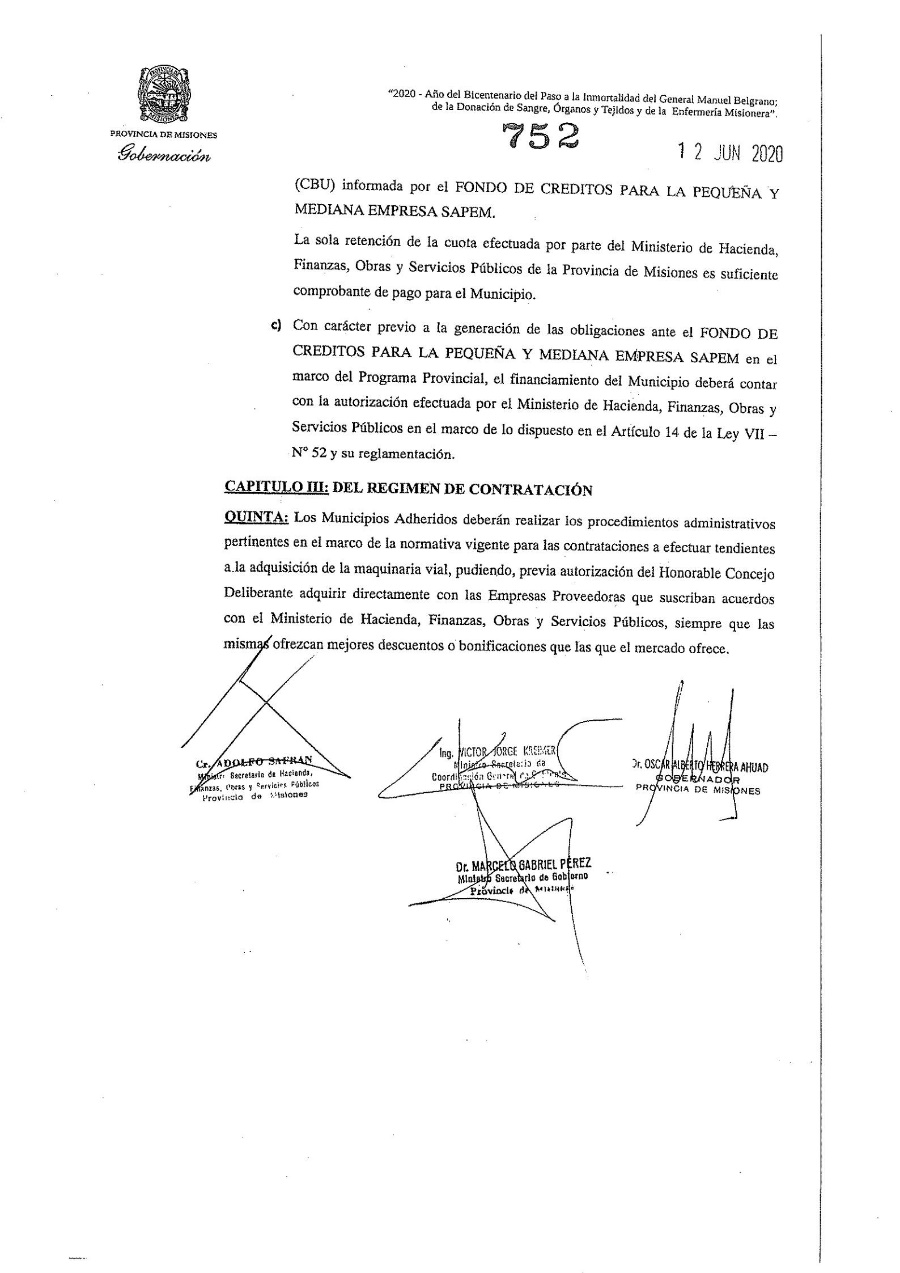 "2020 - Año del Bicentenario del Paso a la Inmortalidad del General Manuel Belgrano;
de la Donación de Sangre, Órganos y Tejidos y de la Enfermería Misionera".
PROVINCIA DE MISIONES
Gobernación
752
12 JUN 2020
(CBU) informada por el FONDO DE CREDITOS PARA LA PEQUEÑA Y
MEDIANA EMPRESA SAPEM.
La sola retención de la cuota efectuada por parte del Ministerio de Hacienda,
Finanzas, Obras y Servicios Públicos de la Provincia de Misiones es suficiente
comprobante de pago para el Municipio.
c) Con carácter previo a la generación de las obligaciones ante el FONDO DE
CREDITOS PARA LA PEQUEÑA Y MEDIANA EMPRESA SAPEM en el
marco del Programa Provincial, el financiamiento del Municipio deberá contar
con la autorización efectuada por el Ministerio de Hacienda, Finanzas, Obras y
Servicios Públicos en el marco de lo dispuesto en el Artículo 14 de la Ley VII –
N° 52 y su reglamentación.
CAPITULO III: DEL REGIMEN DE CONTRATACIÓN
QUINTA: Los Municipios Adheridos deberán realizar los procedimientos administrativos
pertinentes en el marco de la normativa vigente para las contrataciones a efectuar tendientes
a la adquisición de la maquinaria vial, pudiendo, previa autorización del Honorable Concejo
Deliberante adquirir directamente con las Empresas Proveedoras que suscriban acuerdos
con el Ministerio de Hacienda, Finanzas, Obras y Servicios Públicos, siempre que las
mismas ofrezcan mejores descuentos o bonificaciones que las que el mercado ofrece.
Cr. ADOLFO SAFRAN
Ministro Secretario de Hacienda,
Finanzas, Obras y Servicios Públicos
Provincia de Misiones
Ing. VICTOR JORGE KREIMER
Ministro Secretario de
Coordinación General de
PROVINCIA DE MISIONES
Dr. OSCAR ALBERTO HERRERA AHUAD
GOBERNADOR
PROVINCIA DE MISIONES
Dr. MARCELO GABRIEL PÉREZ
Ministro Secretario de Gobierno
Provincia de Misiones